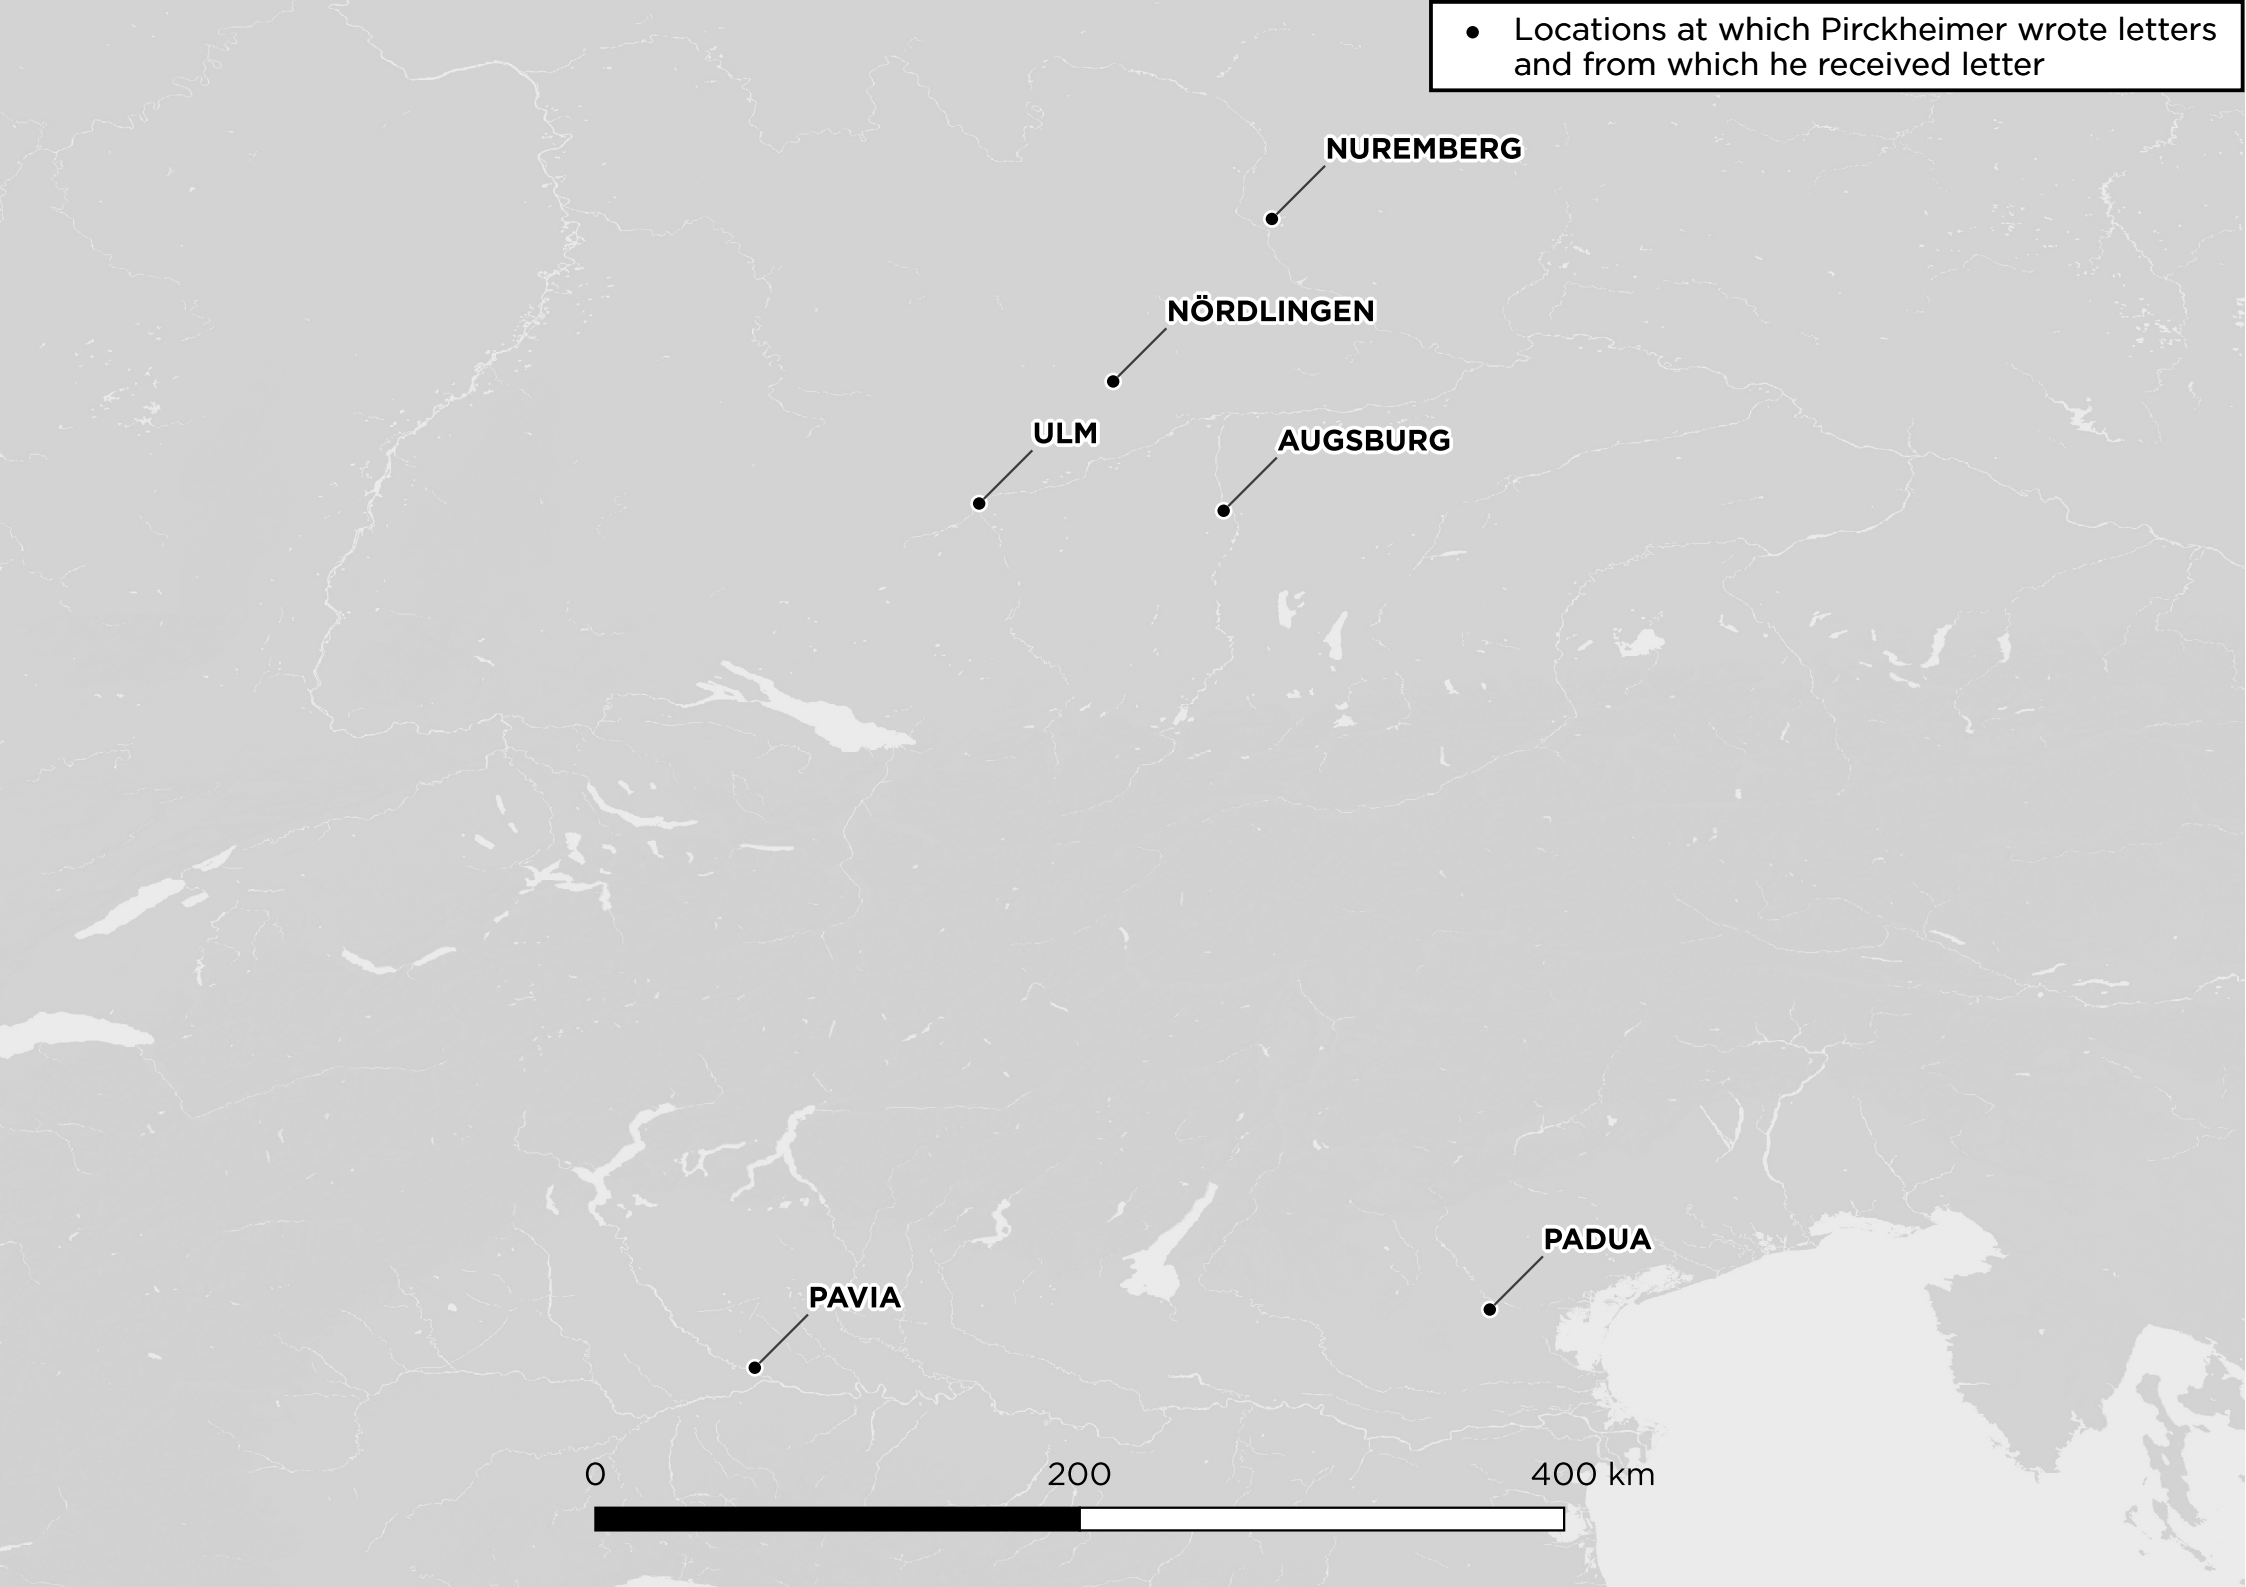 Locations at which Pirckheimer wrote letters
and from which he received letter
NUREMBERG
NÖRDLINGEN
ULM
AUGSBURG
PADUA
PAVIA
0 200 400 km